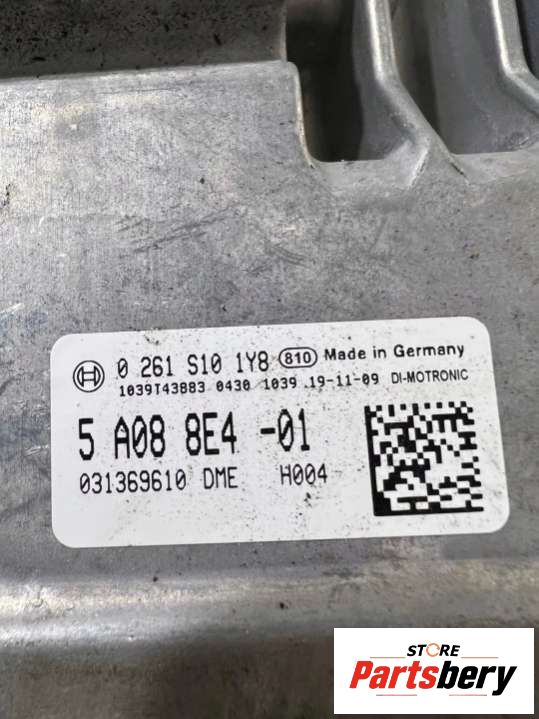 0 261 S10 1Y8 810 Made in Germany
1039T43883 0430 1039 19-11-09 DI-MOTRONIC
5 A08 8E4 -01
031369610 DME H004
STORE
Partsbery